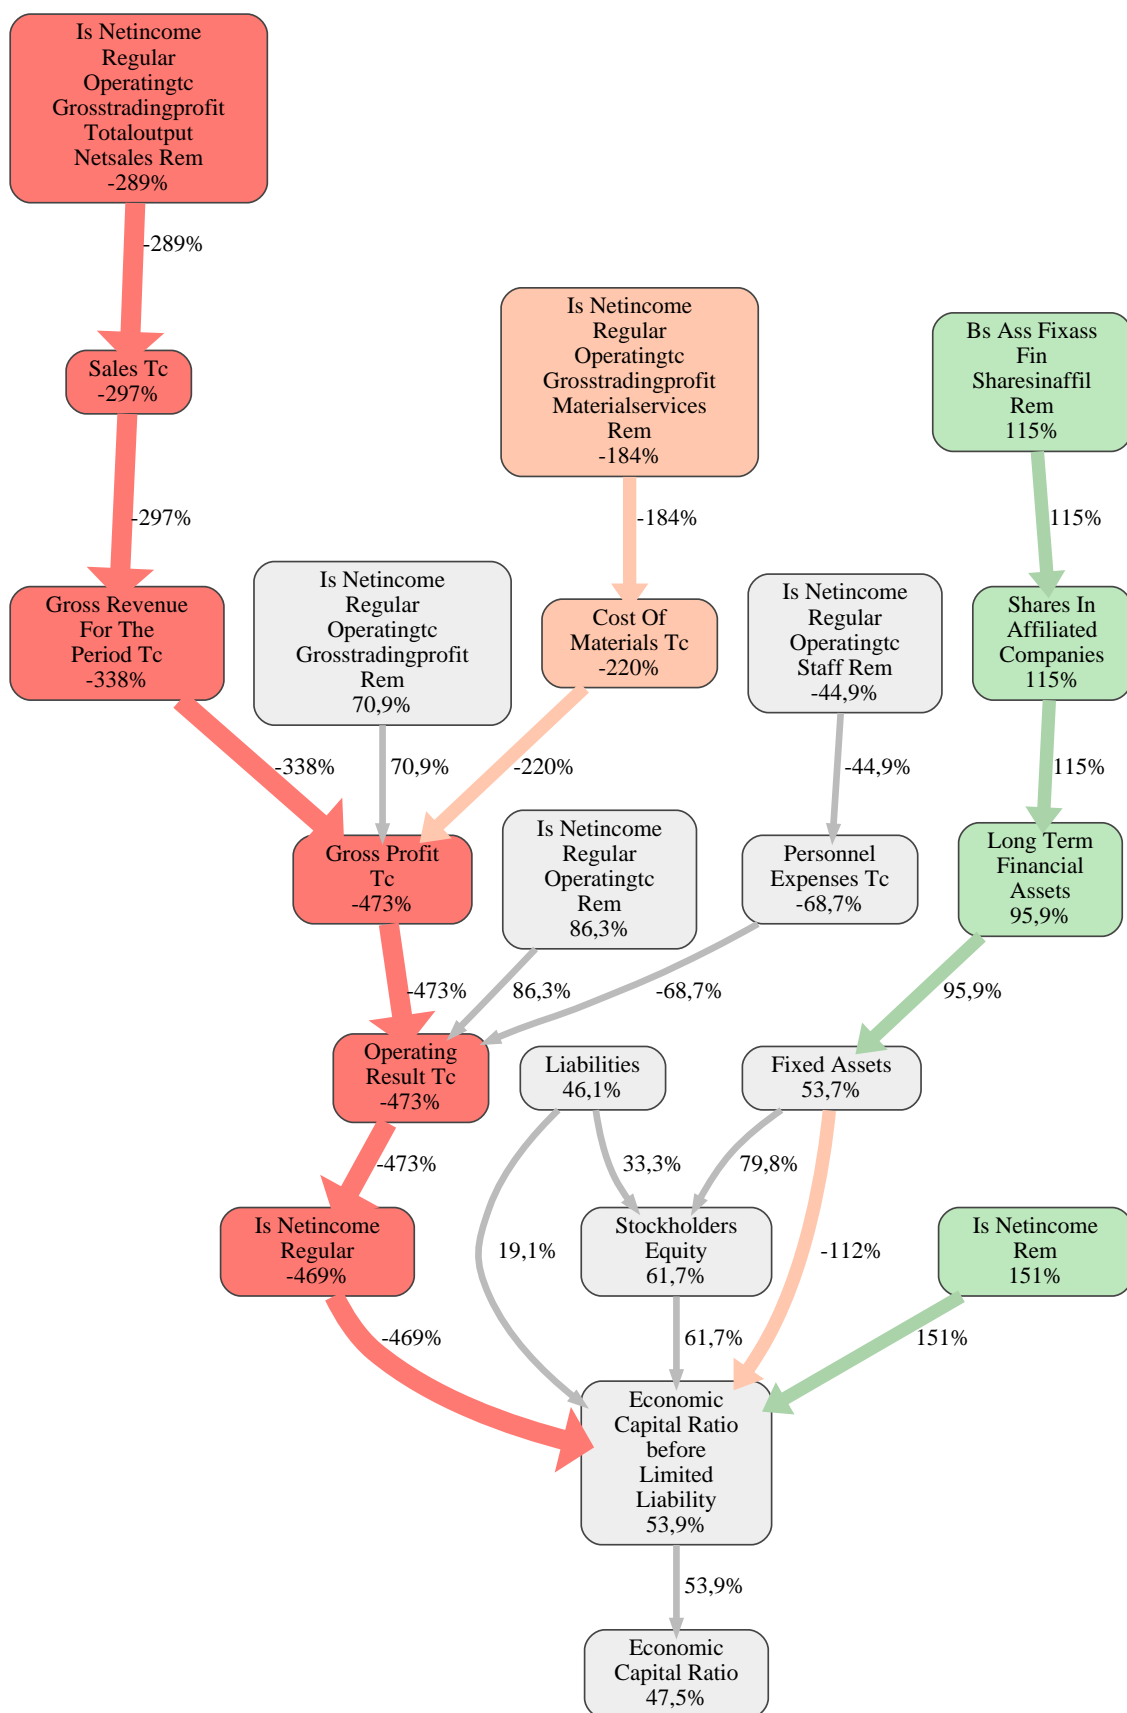 Is Netincome
Regular
Operatingtc
Grosstradingprofit
Totaloutput
Netsales Rem
-289%
-289%
Sales Tc
-297%
-297%
Is Netincome
Regular
Operatingtc
Grosstradingprofit
Materialservices
Rem
-184%
-184%
Bs Ass Fixass
Fin
Sharesinaffil
Rem
115%
115%
Gross Revenue
For The
Period Tc
-338%
-338%
Is Netincome
Regular
Operatingtc
Grosstradingprofit
Rem
70,9%
70,9%
Cost Of
Materials Tc
-220%
-220%
Is Netincome
Regular
Operatingtc
Staff Rem
-44,9%
-44,9%
Shares In
Affiliated
Companies
115%
115%
Gross Profit
Tc
-473%
-473%
Is Netincome
Regular
Operatingtc
Rem
86,3%
86,3%
Personnel
Expenses Tc
-68,7%
-68,7%
Long Term
Financial
Assets
95,9%
95,9%
Operating
Result Tc
-473%
-473%
Liabilities
46,1%
33,3%
19,1%
Fixed Assets
53,7%
79,8%
-112%
Is Netincome
Regular
-469%
-469%
Stockholders
Equity
61,7%
61,7%
Is Netincome
Rem
151%
151%
Economic
Capital Ratio
before
Limited
Liability
53,9%
53,9%
Economic
Capital Ratio
47,5%